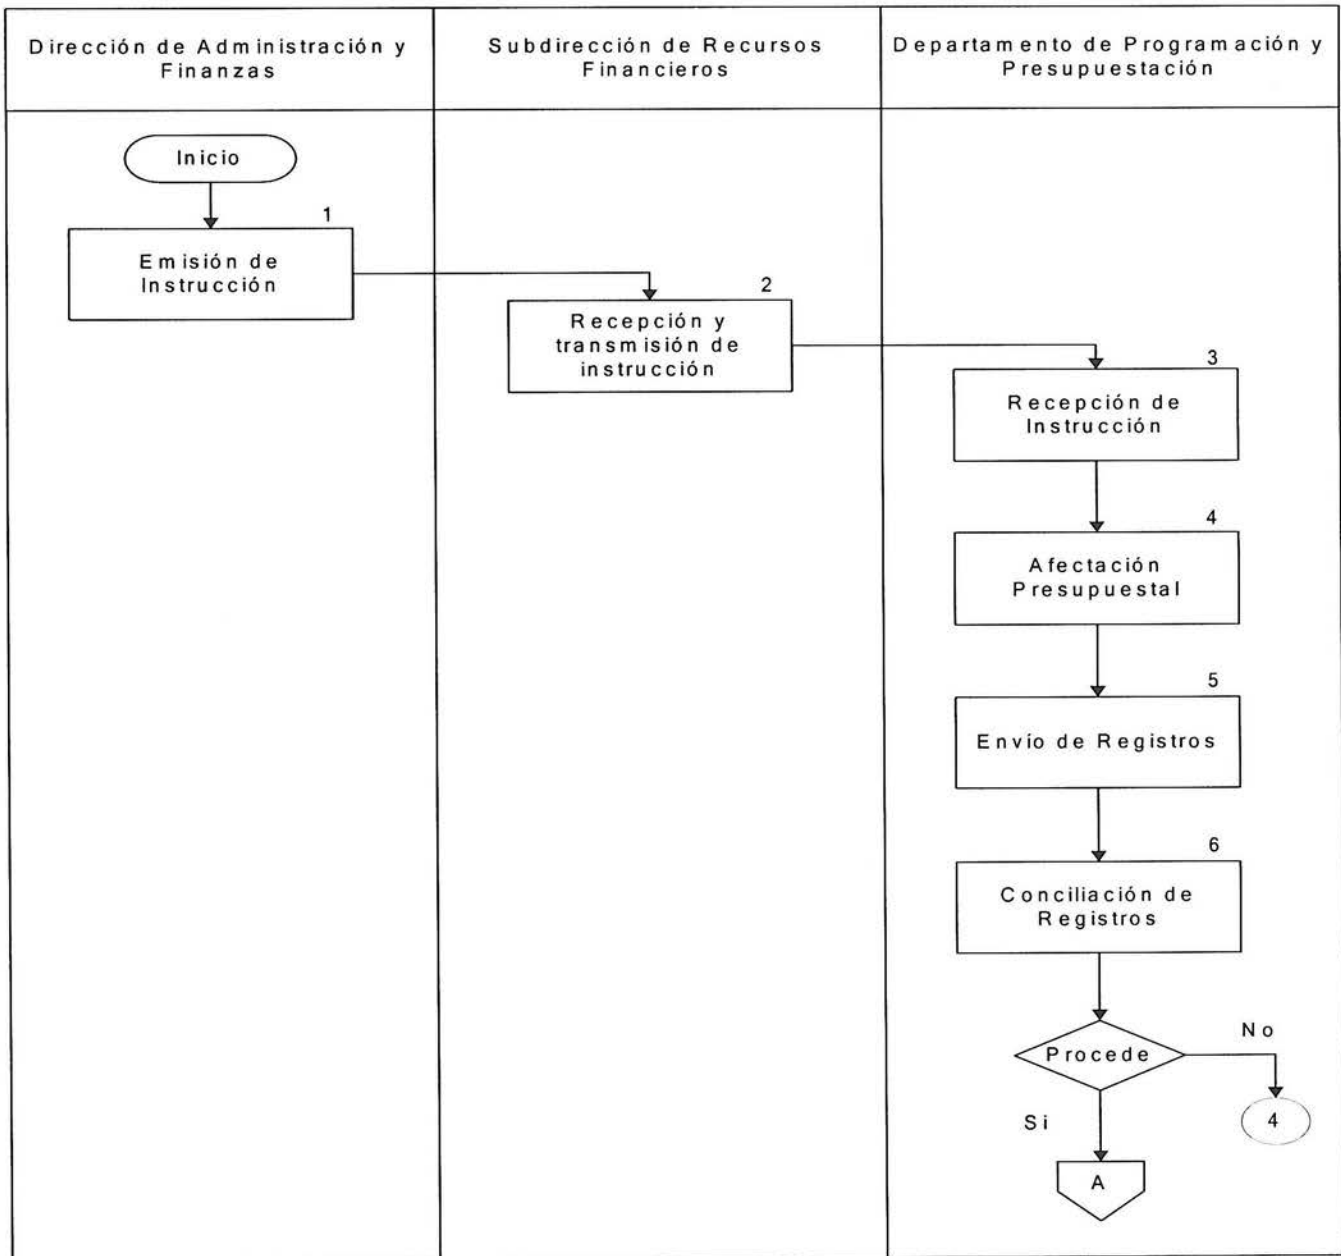 Dirección de Administración y
Finanzas
Subdirección de Recursos
Financieros
Departamento de Programación y
Presupuestación
Inicio
1
Emisión de
Instrucción
2
Recepción y
transmisión de
instrucción
3
Recepción de
Instrucción
4
Afectación
Presupuestal
5
Envío de Registros
6
Conciliación de
Registros
Procede
No
4
Si
A